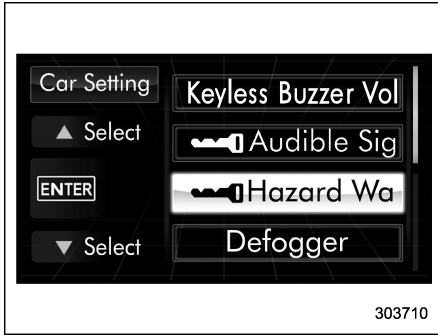 Car Setting
Keyless Buzzer Vol
▲ Select
Audible Sig
ENTER
Hazard Wa
▼ Select
Defogger
303710